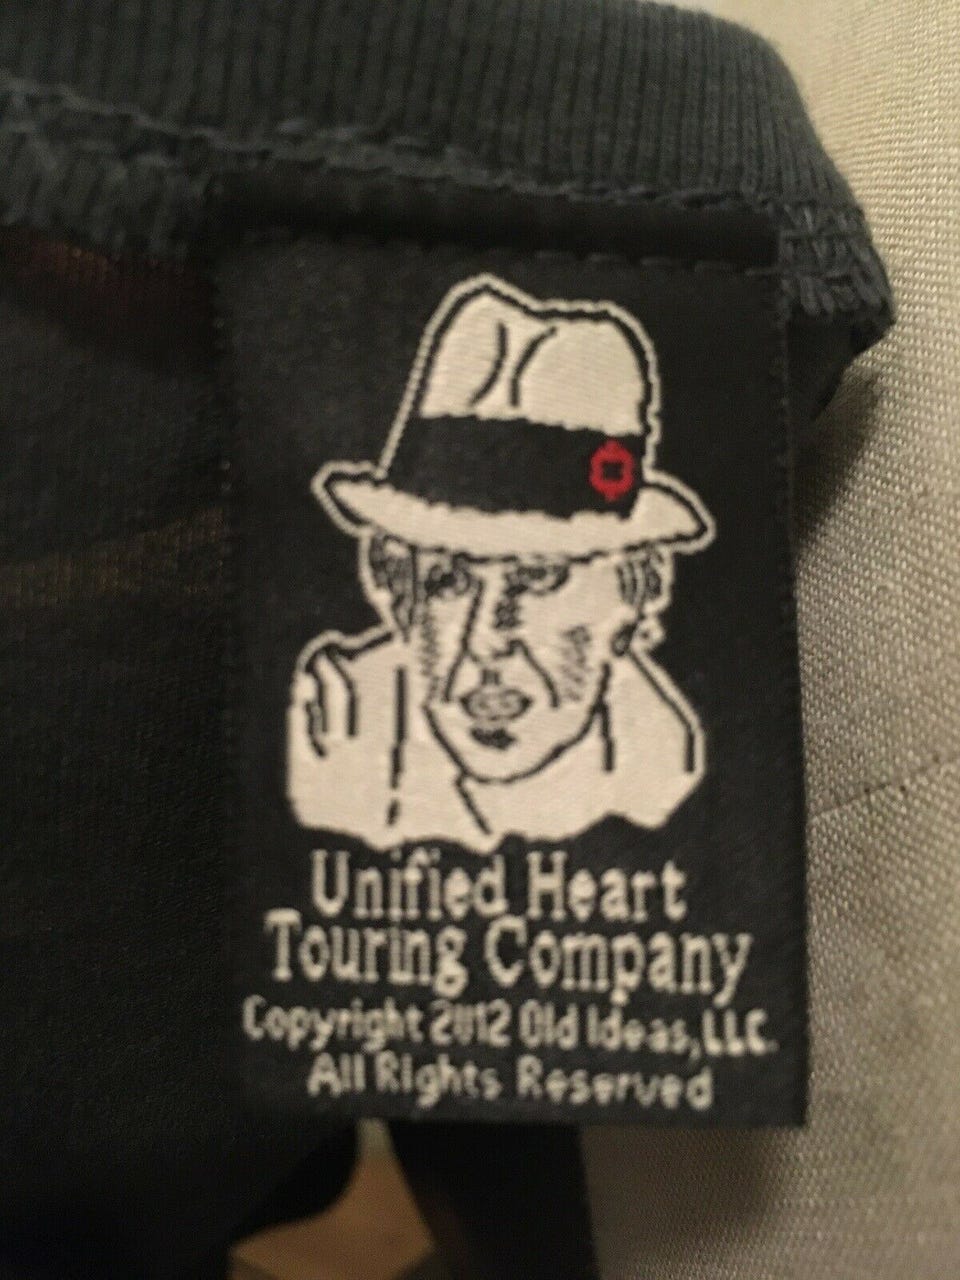 Unified Heart
Touring Company
Copyright 2012 Old Ideas, LLC.
All Rights Reserved